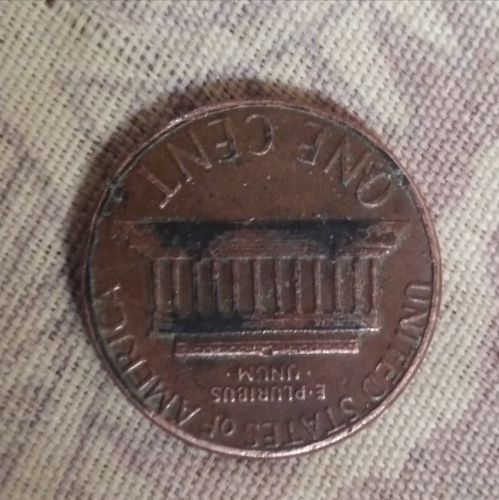 UNITED STATES of AMERICA
E·PLURIBUS
·UNUM·
ONE CENT